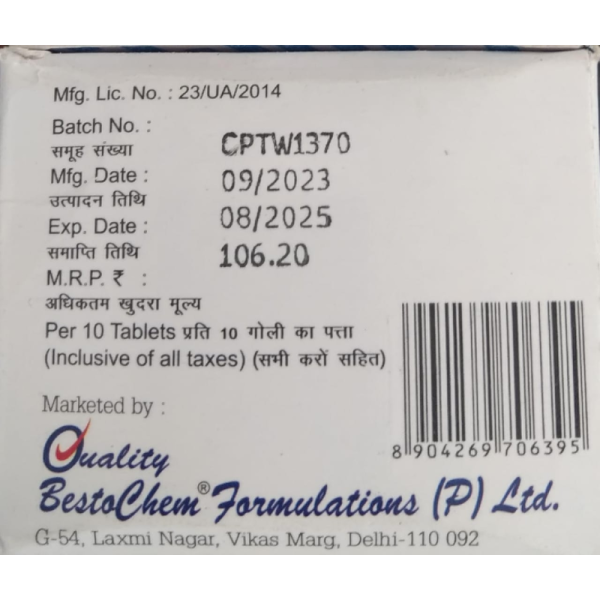 Mfg. Lic. No. : 23/UA/2014
Batch No. :
समूह संख्या
CPTW1370
Mfg. Date :
09/2023
उत्पादन तिथि
Exp. Date :
08/2025
समाप्ति तिथि
106.20
M.R.P. ₹ :
अधिकतम खुदरा मूल्य
Per 10 Tablets प्रति 10 गोली का पत्ता
(Inclusive of all taxes) (सभी करों सहित)
8 904269 706395
Marketed by :
Quality
BestoChem® Formulations (P) Ltd.
G-54, Laxmi Nagar, Vikas Marg, Delhi-110 092